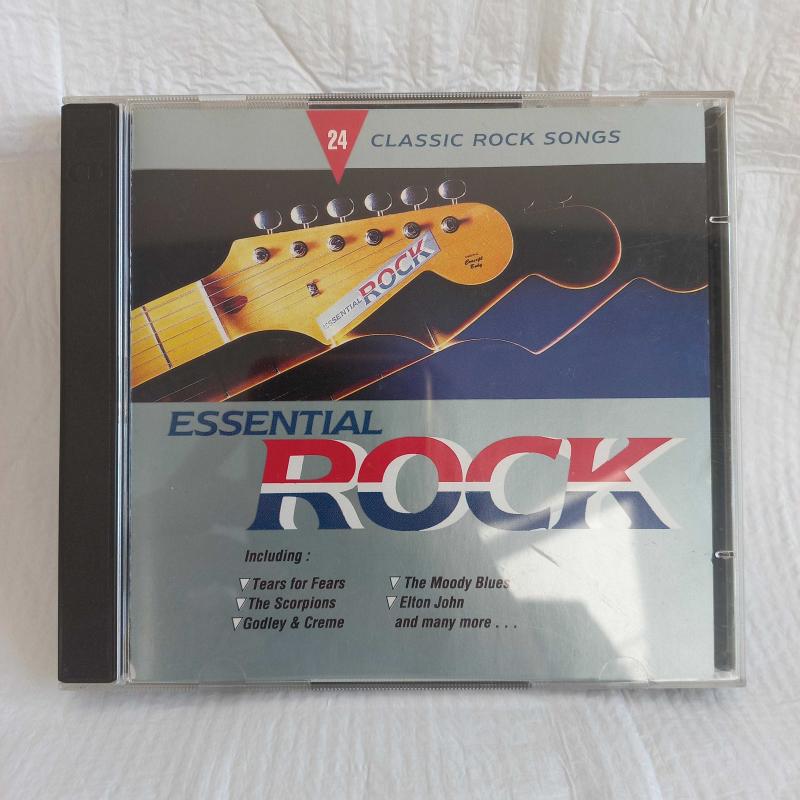 24 CLASSIC ROCK SONGS
ESSENTIAL ROCK
ESSENTIAL
ROCK
Including :
Tears for Fears
The Scorpions
Godley & Creme
The Moody Blues
Elton John
and many more . . .